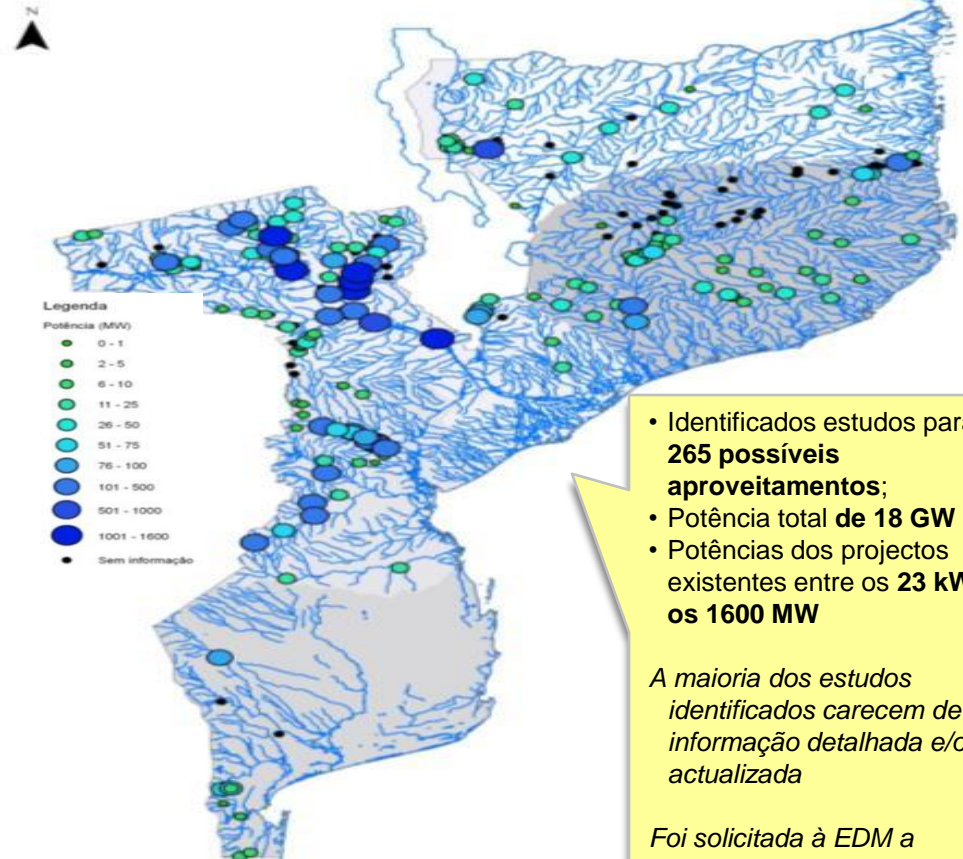 N
Legenda
Potência (MW)
0 - 1
2 - 5
6 - 10
11 - 25
26 - 50
51 - 75
76 - 100
101 - 500
501 - 1000
1001 - 1600
Sem informação
• Identificados estudos para
265 possíveis
aproveitamentos;
• Potência total de 18 GW
• Potências dos projectos
existentes entre os 23 kW
os 1600 MW
A maioria dos estudos
identificados carecem de
informação detalhada e/o
actualizada
Foi solicitada à EDM a